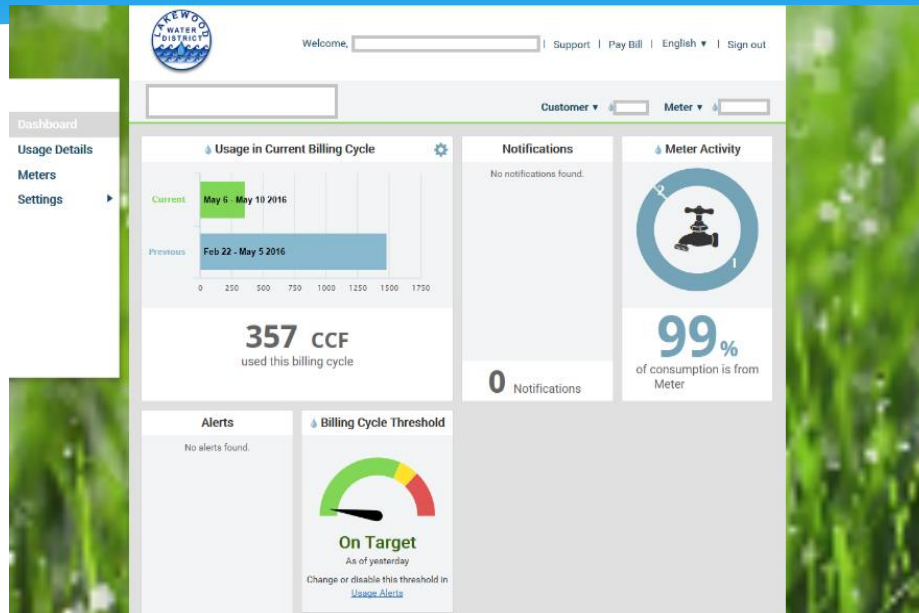 LAKEWOOD
WATER
DISTRICT
Welcome, | Support | Pay Bill | English ▾ | Sign out
Customer ▾ Meter ▾
Dashboard
Usage Details
Meters
Settings
Usage in Current Billing Cycle
Current May 6 - May 10 2016
Previous Feb 22 - May 5 2016
0 250 500 750 1000 1250 1500 1750
357 CCF
used this billing cycle
Notifications
No notifications found.
0 Notifications
Meter Activity
2
1
99%
of consumption is from
Meter
Alerts
No alerts found.
Billing Cycle Threshold
On Target
As of yesterday
Change or disable this threshold in
Usage Alerts